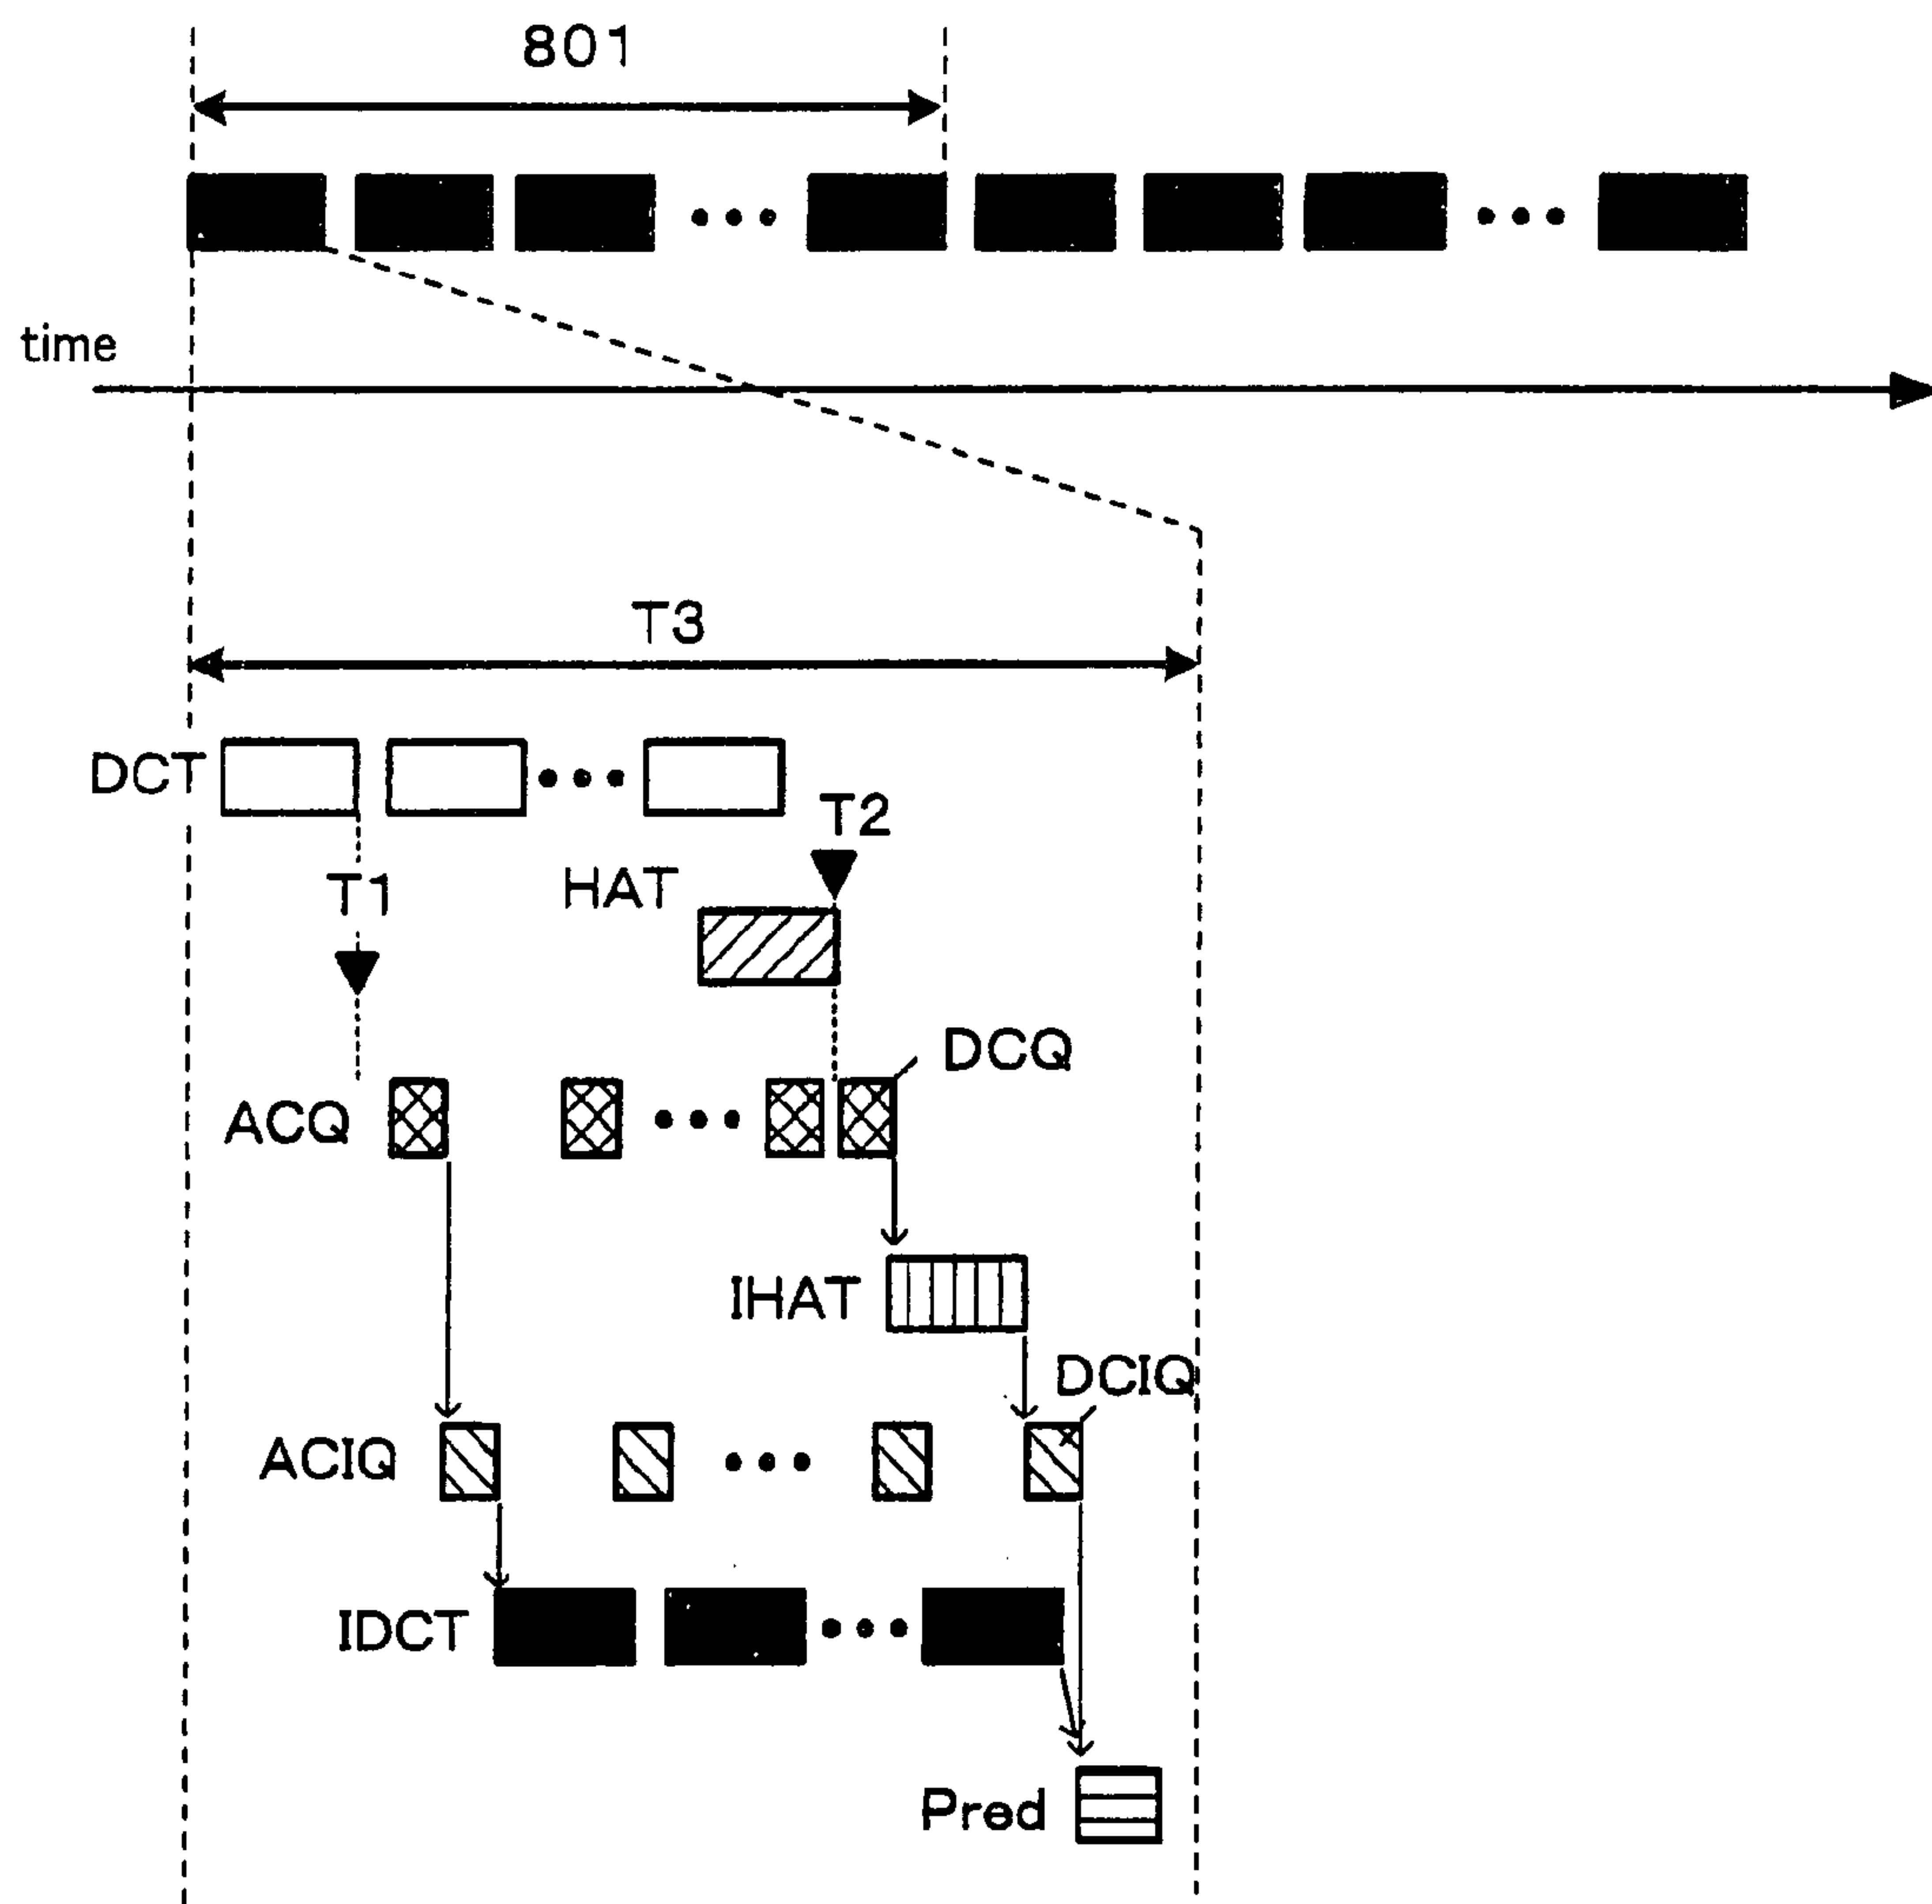 801
time
T3
DCT
T2
HAT
T1
DCQ
ACQ
IHAT
DCIQ
ACIQ
IDCT
Pred